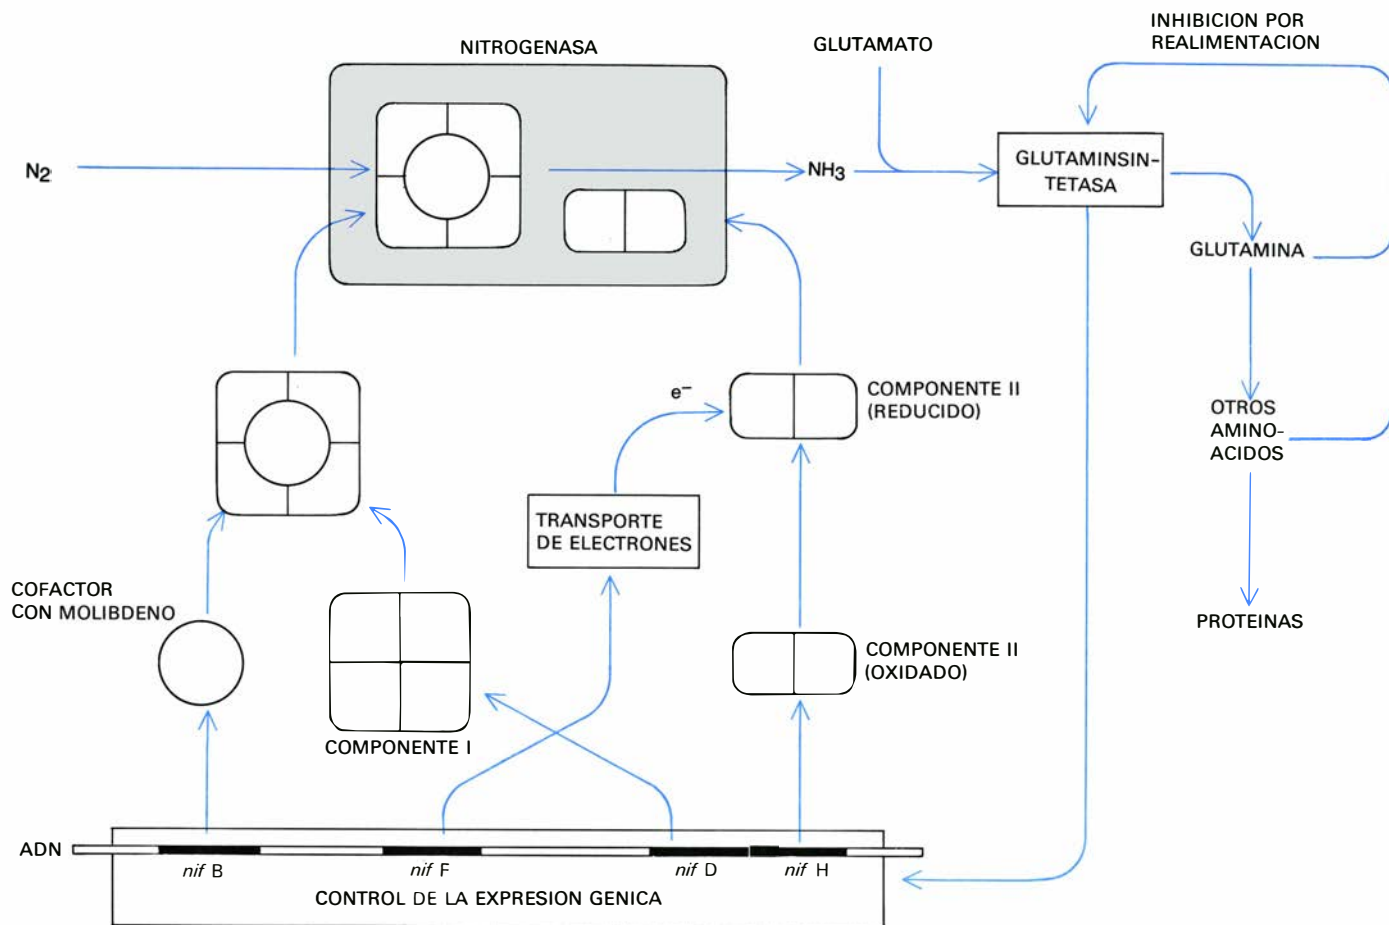 NITROGENASA
GLUTAMATO
INHIBICION POR
REALIMENTACION
N2
NH3
GLUTAMINSIN-
TETASA
GLUTAMINA
e−
COMPONENTE II
(REDUCIDO)
OTROS
AMINO-
ACIDOS
TRANSPORTE
DE ELECTRONES
COFACTOR
CON MOLIBDENO
PROTEINAS
COMPONENTE II
(OXIDADO)
COMPONENTE I
ADN
nif B
nif F
nif D
nif H
CONTROL DE LA EXPRESION GENICA